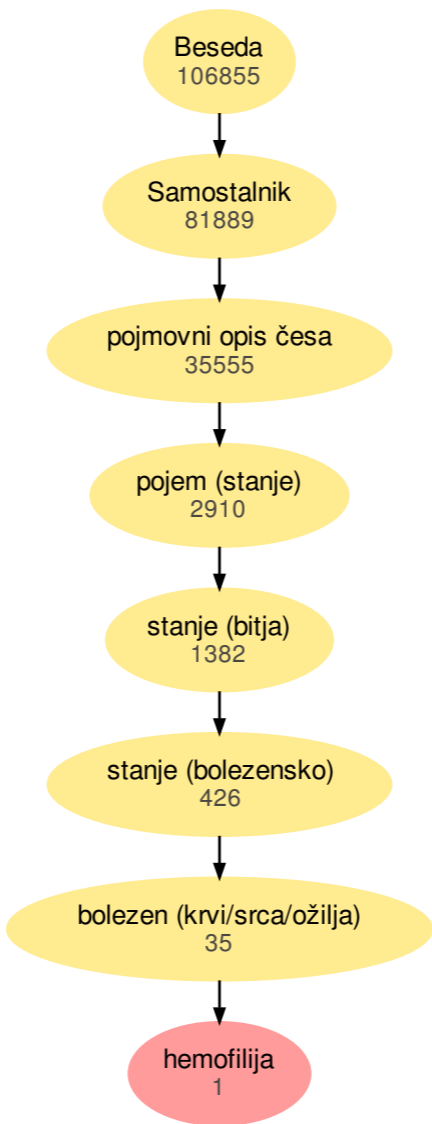 Beseda
106855
Samostalnik
81889
pojmovni opis česa
35555
pojem (stanje)
2910
stanje (bitja)
1382
stanje (bolezensko)
426
bolezen (krvi/srca/ožilja)
35
hemofilija
1